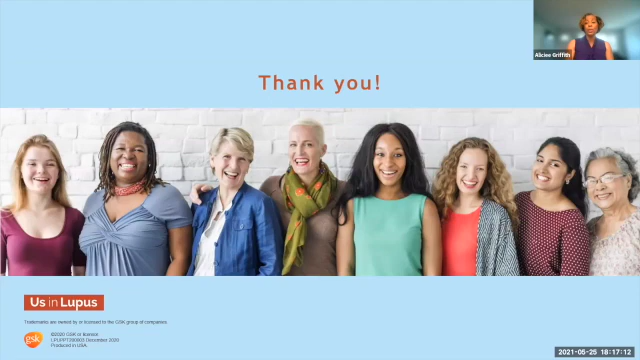 Aliciee Griffith
Thank you!
Us in Lupus
Trademarks are owned by or licensed to the GSK group of companies.
gsk
©2020 GSK or licensor.
Produced in USA.
2021-05-25 18:17:12